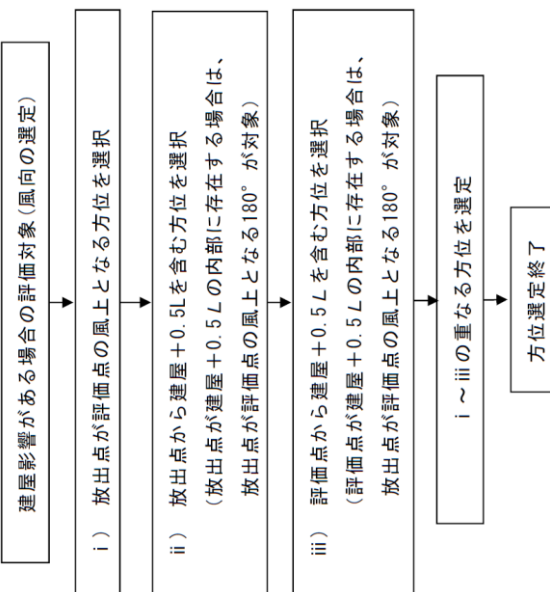 建屋影響がある場合の評価対象(風向の選定)
ⅰ) 放出点が評価点の風上となる方位を選択
ⅱ) 放出点から建屋+0.5Lを含む方位を選択
(放出点が建屋+0.5Lの内部に存在する場合は、
放出点が評価点の風上となる180°が対象)
ⅲ) 評価点から建屋+0.5Lを含む方位を選択
(評価点が建屋+0.5Lの内部に存在する場合は、
放出点が評価点の風上となる180°が対象)
ⅰ~ⅲの重なる方位を選定
方位選定終了